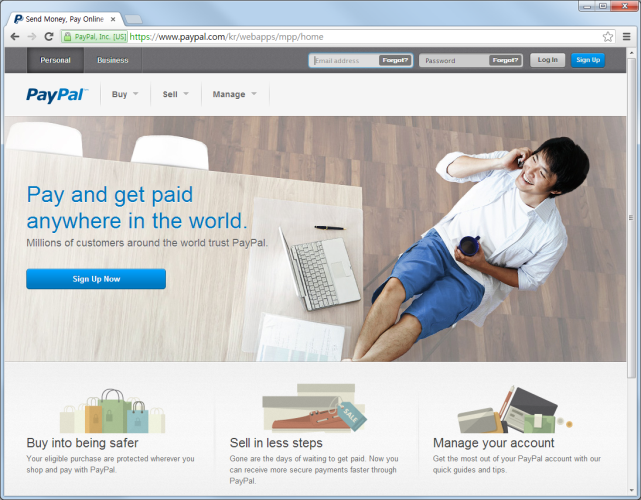 Send Money, Pay Online
PayPal, Inc. [US] https://www.paypal.com/kr/webapps/mpp/home
Personal Business Email address Forgot? Password Forgot? Log In Sign Up
PayPal™ Buy Sell Manage
Pay and get paid
anywhere in the world.
Millions of customers around the world trust PayPal.
Sign Up Now
SALE
Buy into being safer
Your eligible purchase are protected wherever you
shop and pay with PayPal.
Sell in less steps
Gone are the days of waiting to get paid. Now you
can receive more secure payments faster through
PayPal.
Manage your account
Get the most out of your PayPal account with our
quick guides and tips.